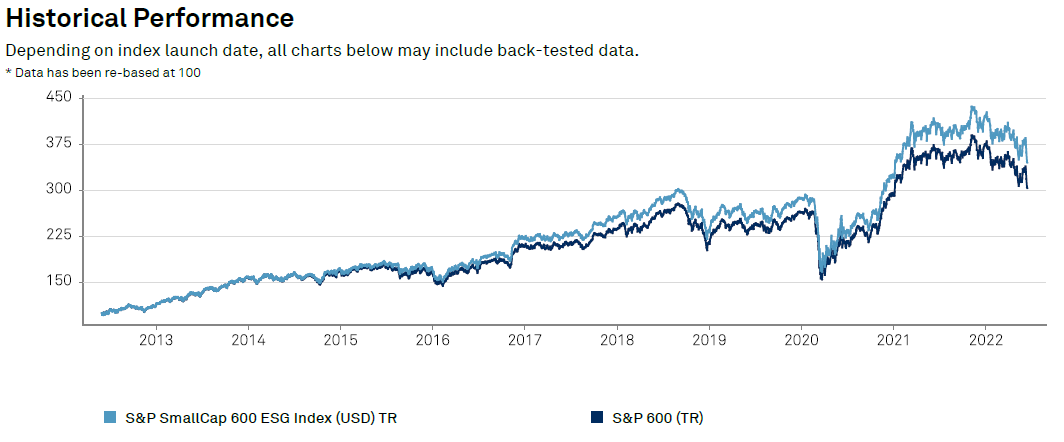 Historical Performance
Depending on index launch date, all charts below may include back-tested data.
* Data has been re-based at 100
450
375
300
225
150
2013 2014 2015 2016 2017 2018 2019 2020 2021 2022
S&P SmallCap 600 ESG Index (USD) TR S&P 600 (TR)